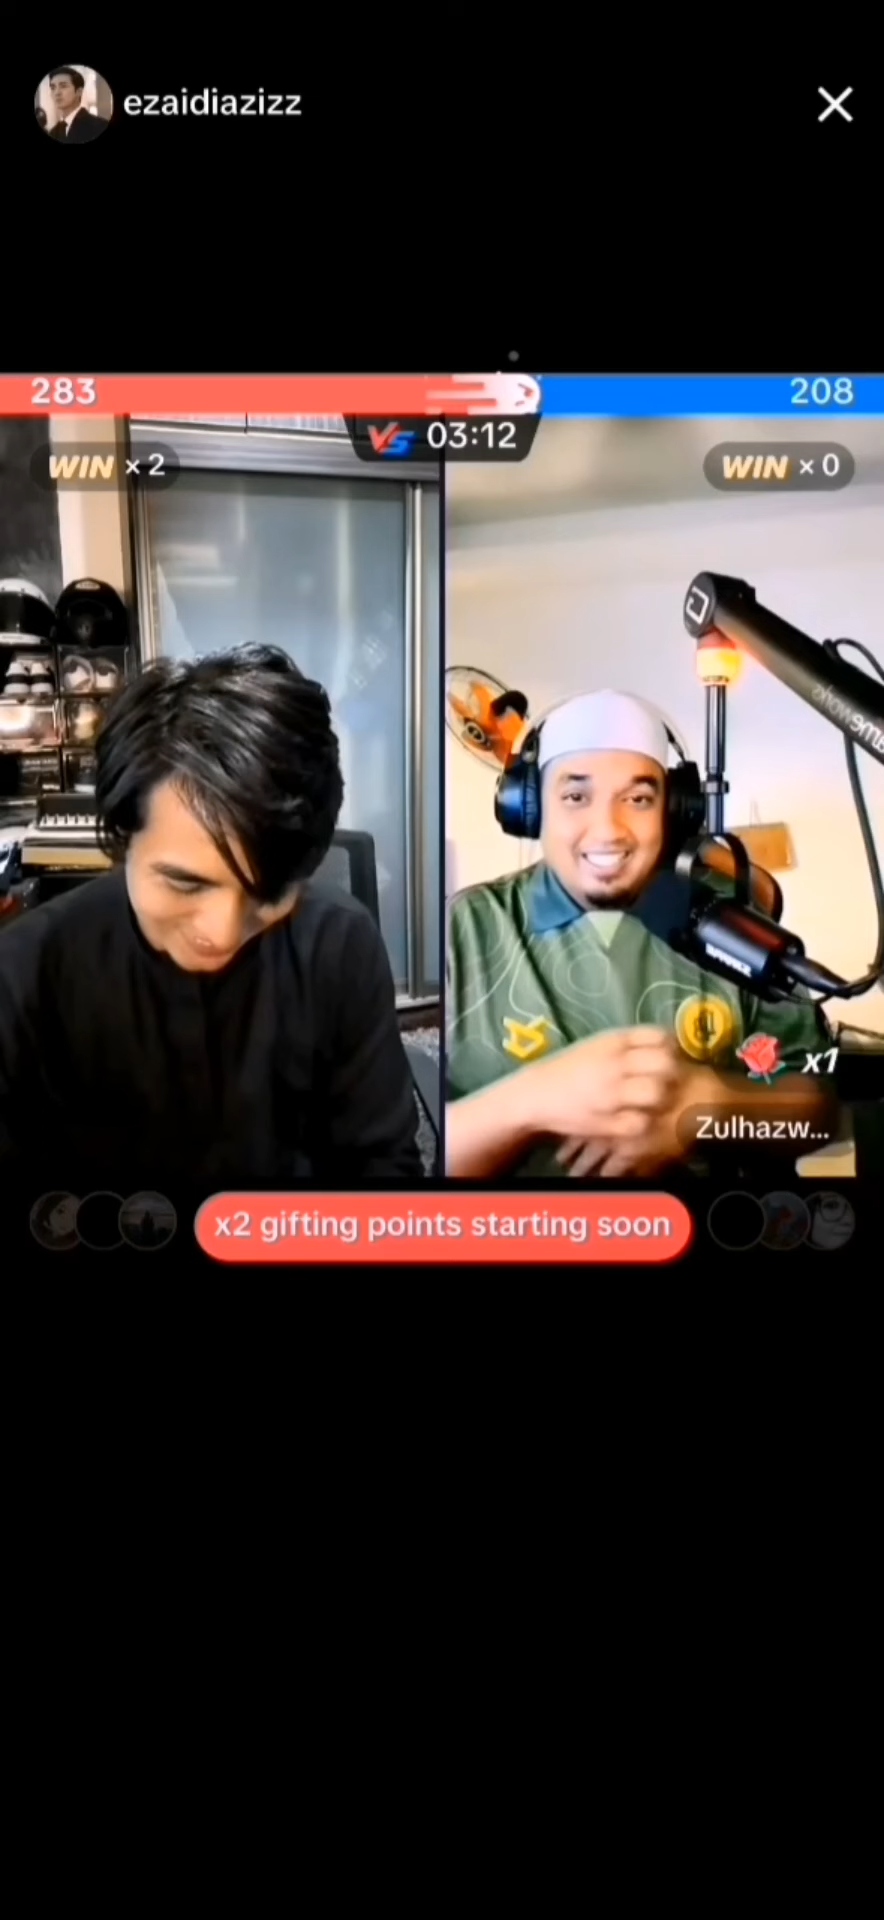 ezaidiazizz
283
208
VS 03:12
WIN × 2
WIN × 0
x1
Zulhazw...
x2 gifting points starting soon